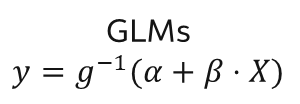 GLMs
𝑦 = 𝑔⁻¹(𝛼 + 𝛽 · 𝑋)